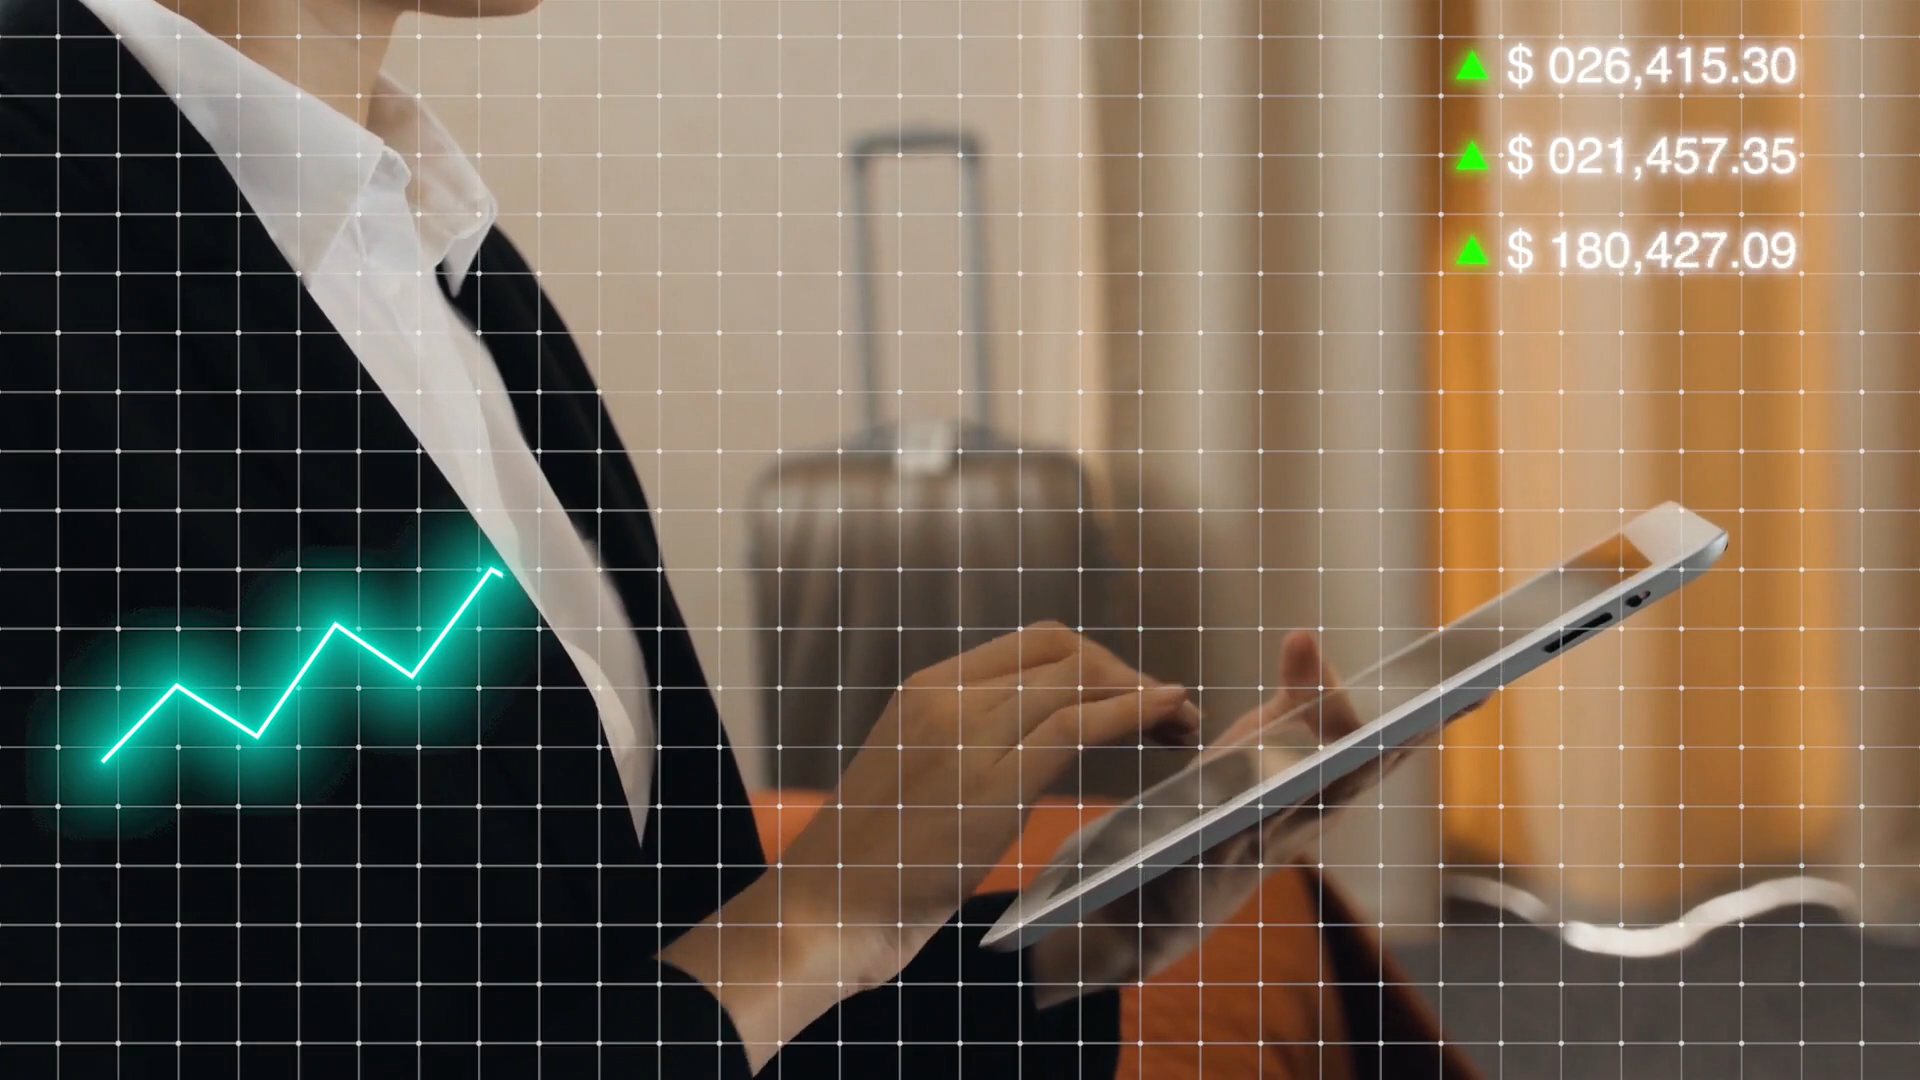 ▲ $ 026,415.30
▲ $ 021,457.35
▲ $ 180,427.09